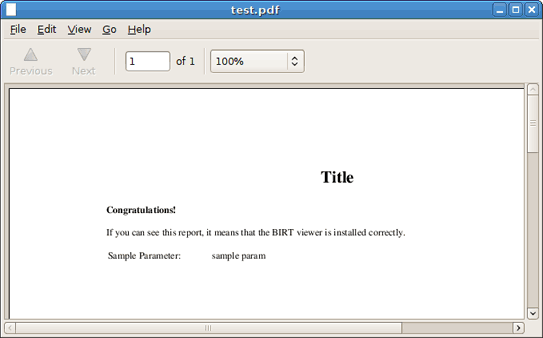 test.pdf
File Edit View Go Help
Previous Next 1 of 1 100%
Title
Congratulations!
If you can see this report, it means that the BIRT viewer is installed correctly.
Sample Parameter: sample param